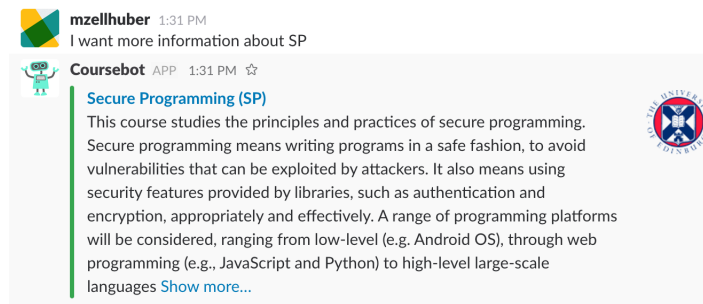 mzellhuber 1:31 PM
I want more information about SP
Coursebot APP 1:31 PM
Secure Programming (SP)
This course studies the principles and practices of secure programming.
Secure programming means writing programs in a safe fashion, to avoid
vulnerabilities that can be exploited by attackers. It also means using
security features provided by libraries, such as authentication and
encryption, appropriately and effectively. A range of programming platforms
will be considered, ranging from low-level (e.g. Android OS), through web
programming (e.g., JavaScript and Python) to high-level large-scale
languages Show more...
THE UNIVERS
OF EDINBUR